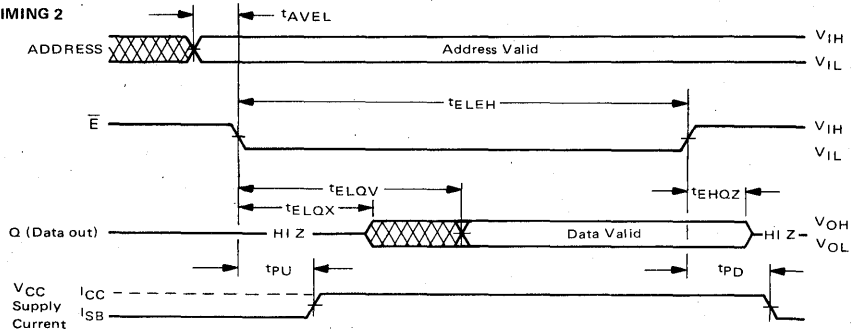 IMING 2
tAVEL
ADDRESS
Address Valid
VIH
VIL
tELEH
E
VIH
VIL
tELQV
tEHQZ
tELQX
Q (Data out)
HI Z
Data Valid
HI Z
VOH
VOL
tPU
tPD
VCC
Supply
Current
ICC
ISB